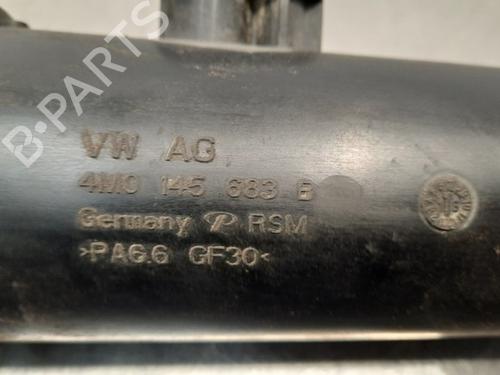 B-PARTS
VW AG
4M0 145 683
Germany RSM
>PA6.6 GF30<